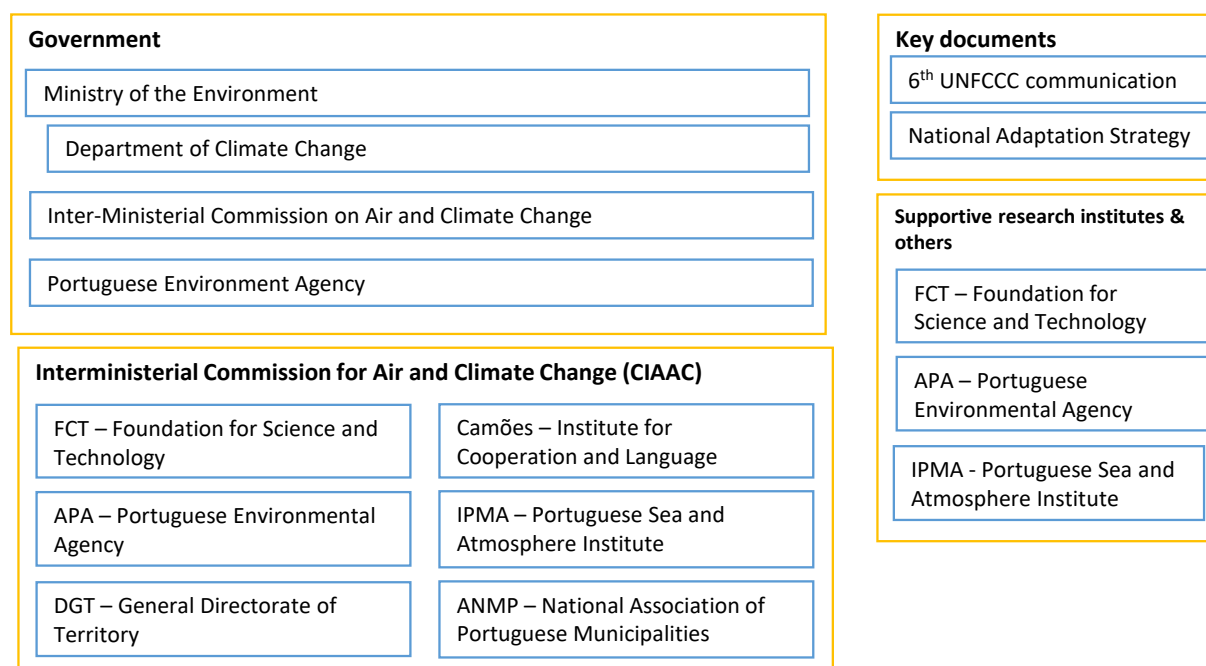 Government
Ministry of the Environment
Department of Climate Change
Inter-Ministerial Commission on Air and Climate Change
Portuguese Environment Agency
Interministerial Commission for Air and Climate Change (CIAAC)
FCT – Foundation for Science and
Technology
APA – Portuguese Environmental
Agency
DGT – General Directorate of
Territory
Camões – Institute for
Cooperation and Language
IPMA – Portuguese Sea and
Atmosphere Institute
ANMP – National Association of
Portuguese Municipalities
Key documents
6th UNFCCC communication
National Adaptation Strategy
Supportive research institutes &
others
FCT – Foundation for
Science and Technology
APA – Portuguese
Environmental Agency
IPMA - Portuguese Sea and
Atmosphere Institute